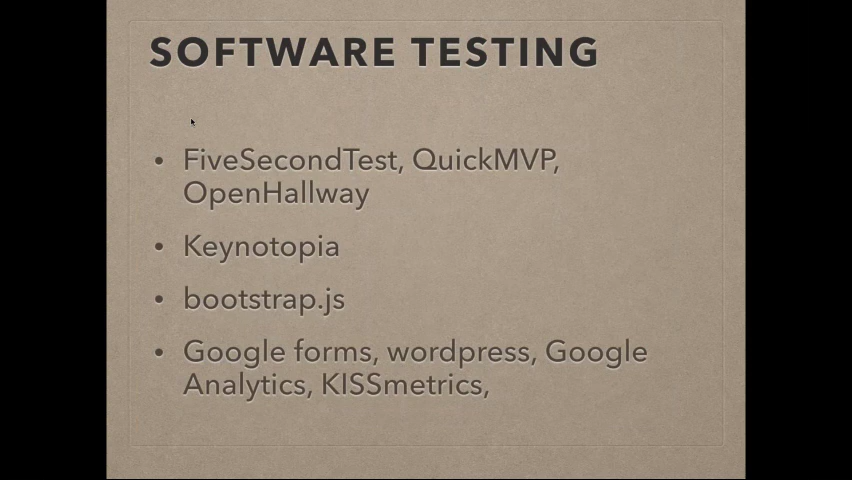 SOFTWARE TESTING
• FiveSecondTest, QuickMVP,
OpenHallway
• Keynotopia
• bootstrap.js
• Google forms, wordpress, Google
Analytics, KISSmetrics,